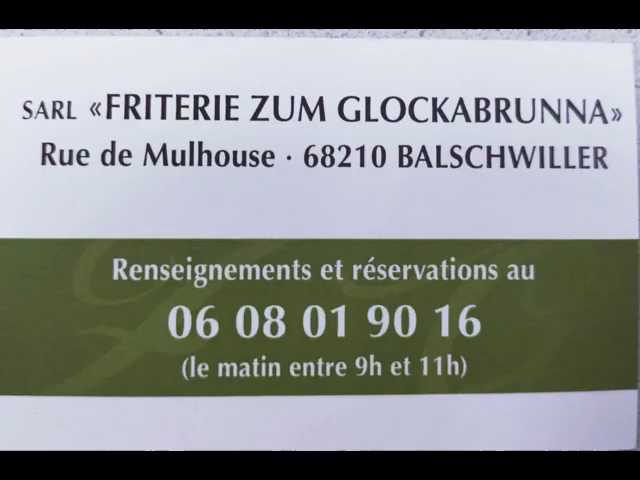 SARL «FRITERIE ZUM GLOCKABRUNNA»
Rue de Mulhouse · 68210 BALSCHWILLER
Renseignements et réservations au
06 08 01 90 16
(le matin entre 9h et 11h)